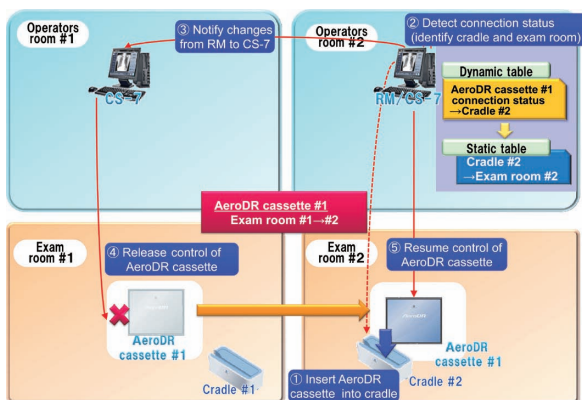 Operators
room #1
③ Notify changes
from RM to CS-7
CS-7
Operators
room #2
RM/CS-7
② Detect connection status
(identify cradle and exam room)
Dynamic table
AeroDR cassette #1
connection status
→Cradle #2
Static table
Cradle #2
→Exam room #2
AeroDR cassette #1
Exam room #1→#2
Exam
room #1
④ Release control of
AeroDR cassette
AeroDR
cassette #1
Cradle #1
Exam
room #2
⑤ Resume control of
AeroDR cassette
AeroDR
cassette #1
Cradle #2
① Insert AeroDR
cassette into cradle